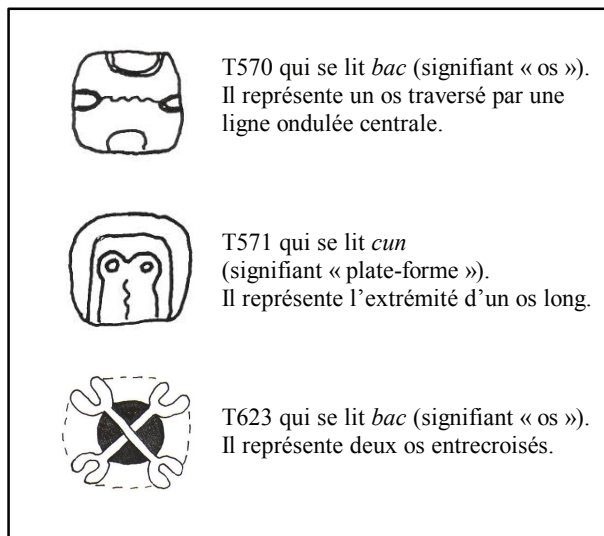 T570 qui se lit bac (signifiant « os »).
Il représente un os traversé par une
ligne ondulée centrale.
T571 qui se lit cun
(signifiant « plate-forme »).
Il représente l’extrémité d’un os long.
T623 qui se lit bac (signifiant « os »).
Il représente deux os entrecroisés.